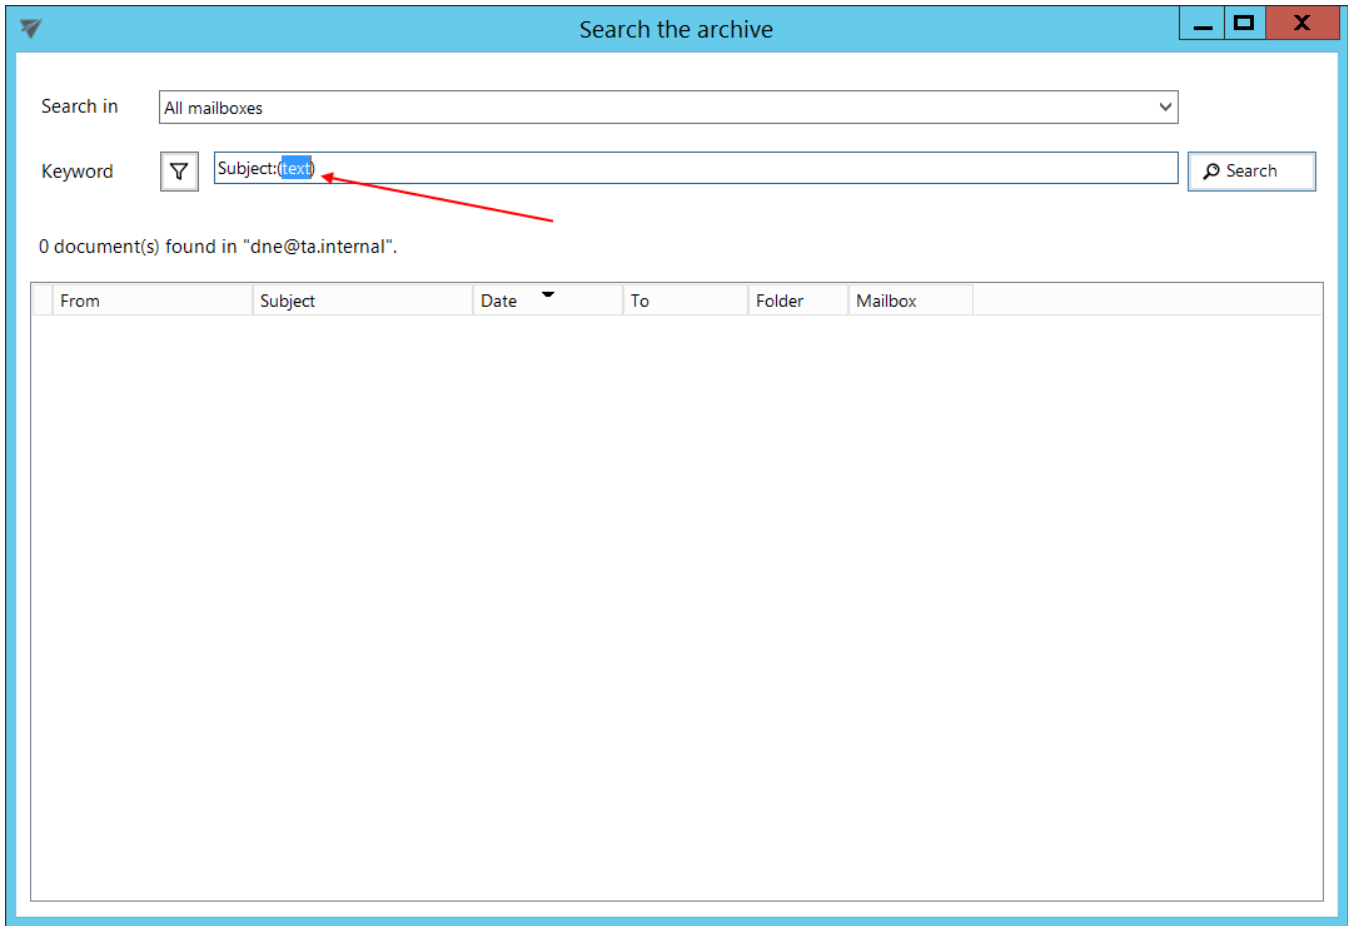 Search the archive
Search in All mailboxes
Keyword Subject:(text) Search
0 document(s) found in "dne@ta.internal".
From Subject Date To Folder Mailbox